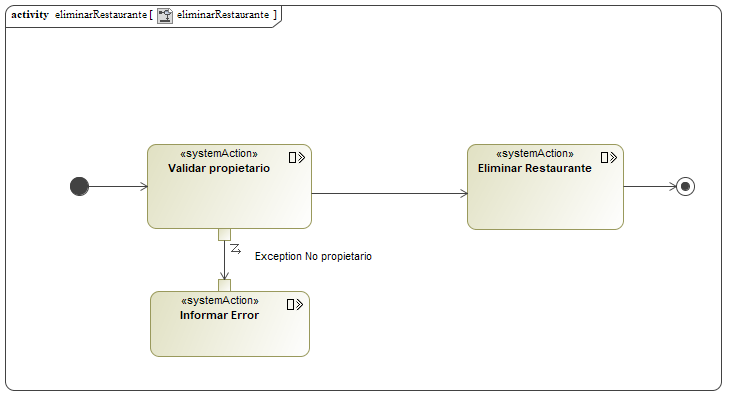 activity eliminarRestaurante [ eliminarRestaurante ]
«systemAction»
Validar propietario
«systemAction»
Eliminar Restaurante
Exception No propietario
«systemAction»
Informar Error